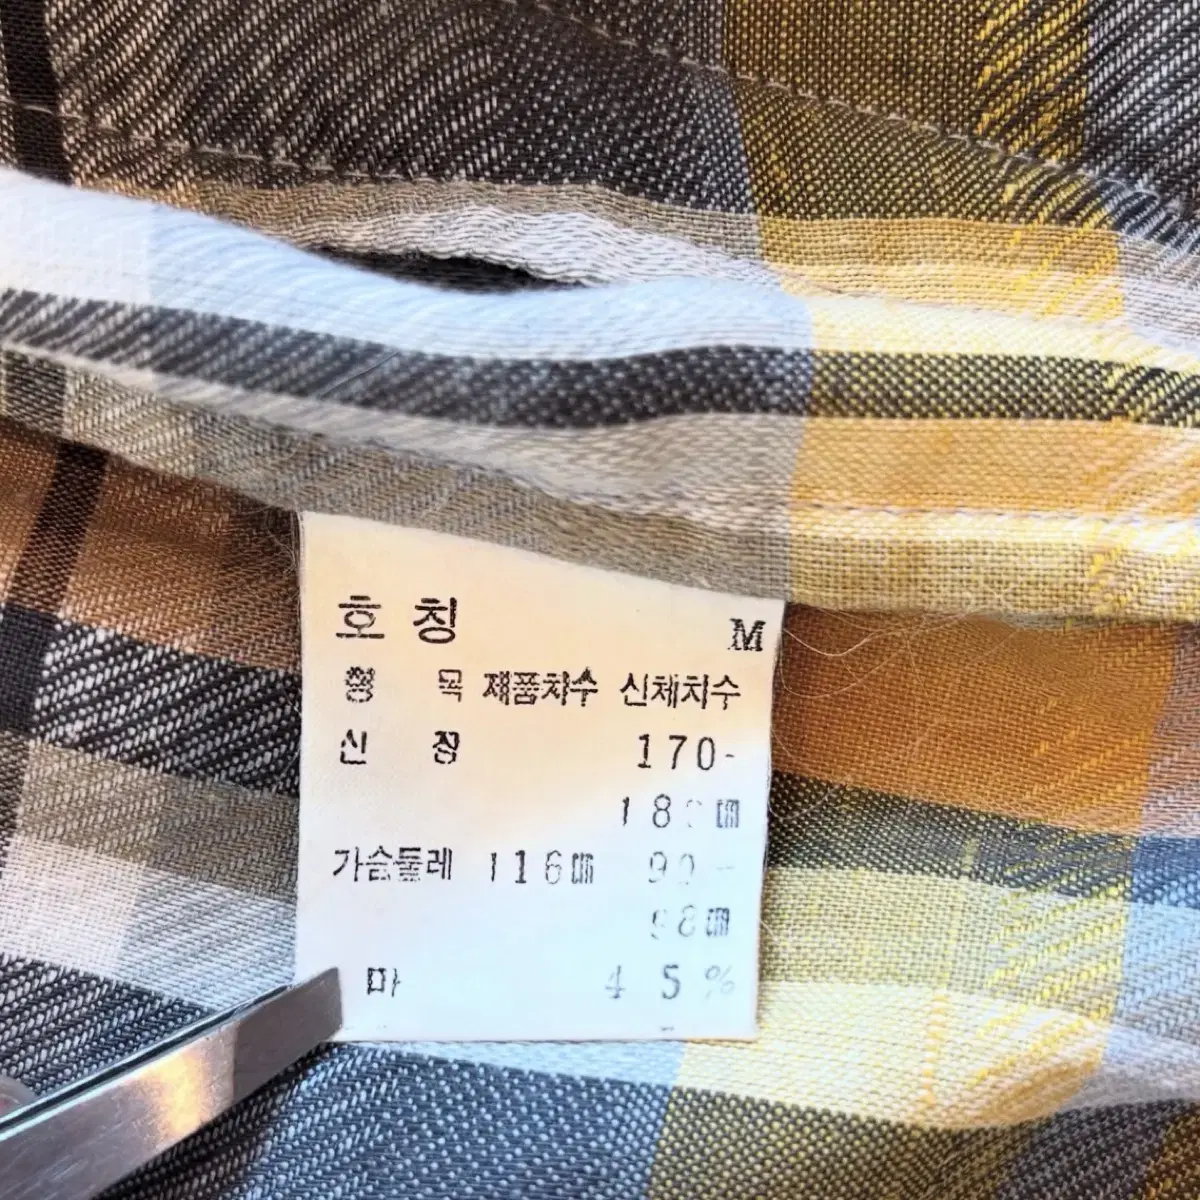 호 칭 M
항 목 제품치수 신체치수
신 장 170-
180㎝
가슴둘레 116㎝ 90-
98㎝
마 45%